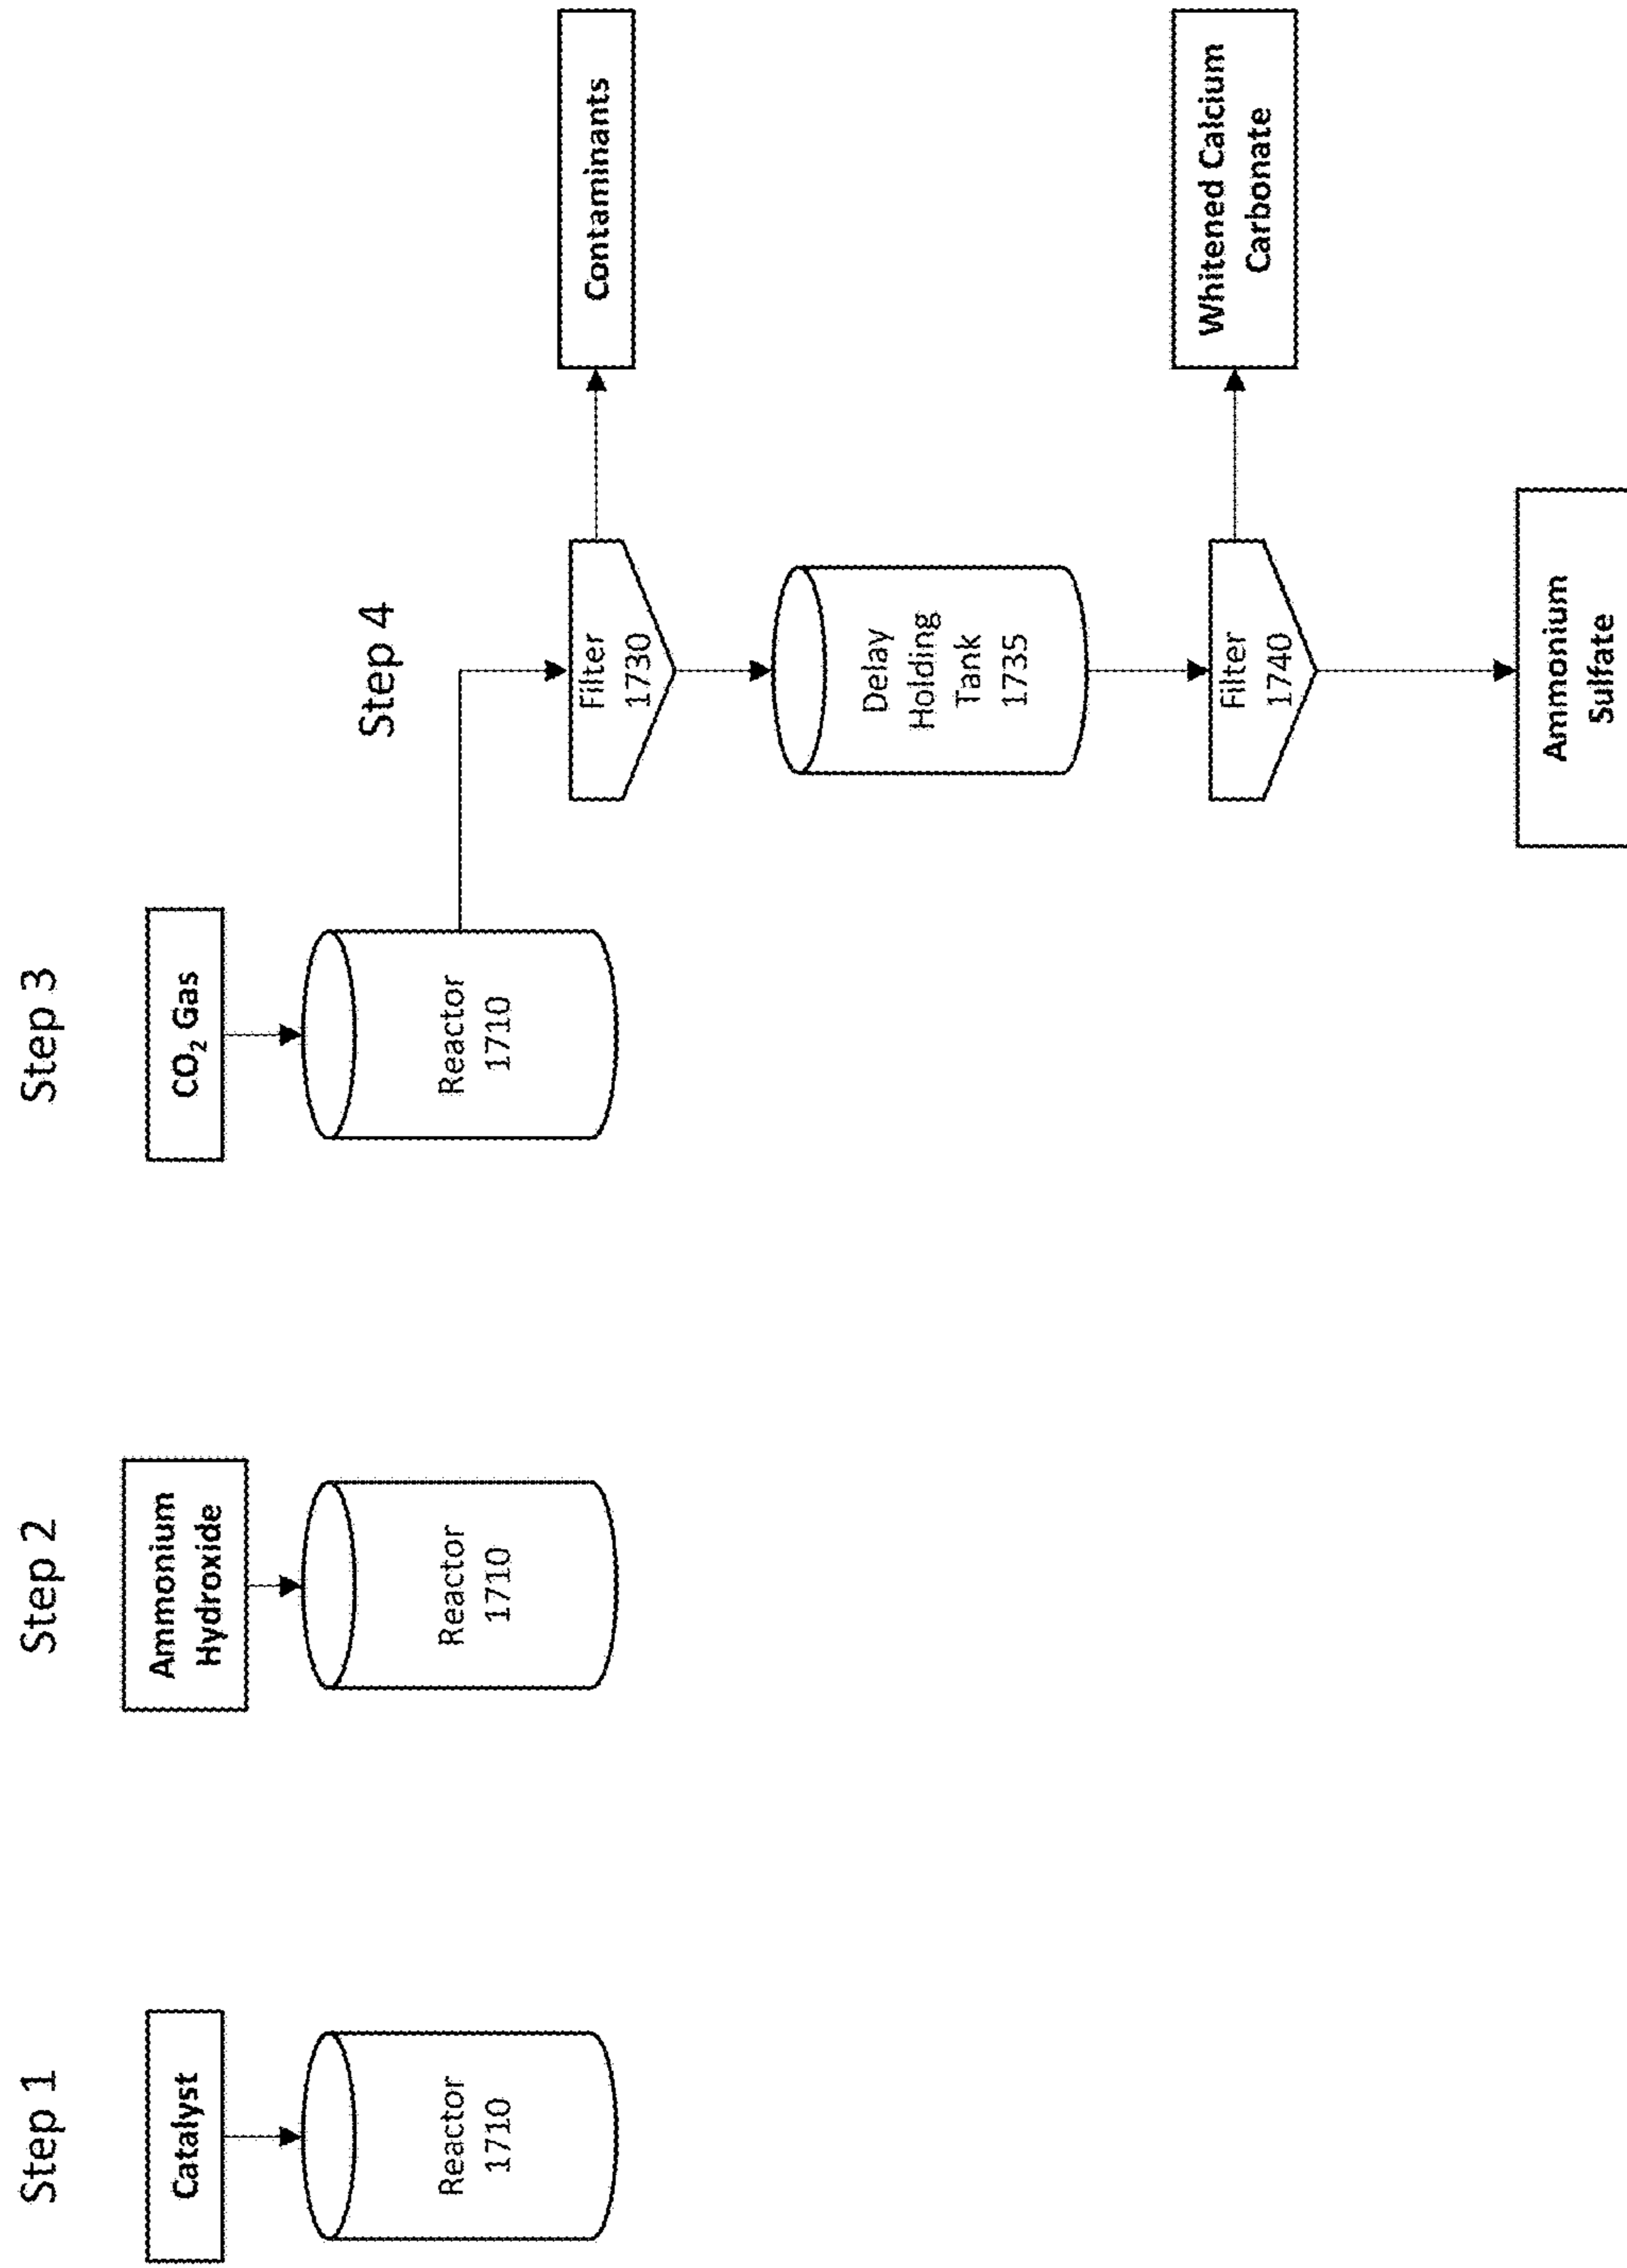 Step 1
Catalyst
Reactor
1710
Step 2
Ammonium
Hydroxide
Reactor
1710
Step 3
CO₂ Gas
Reactor
1710
Step 4
Filter
1730
Contaminants
Delay
Holding
Tank
1735
Filter
1740
Whitened Calcium
Carbonate
Ammonium
Sulfate